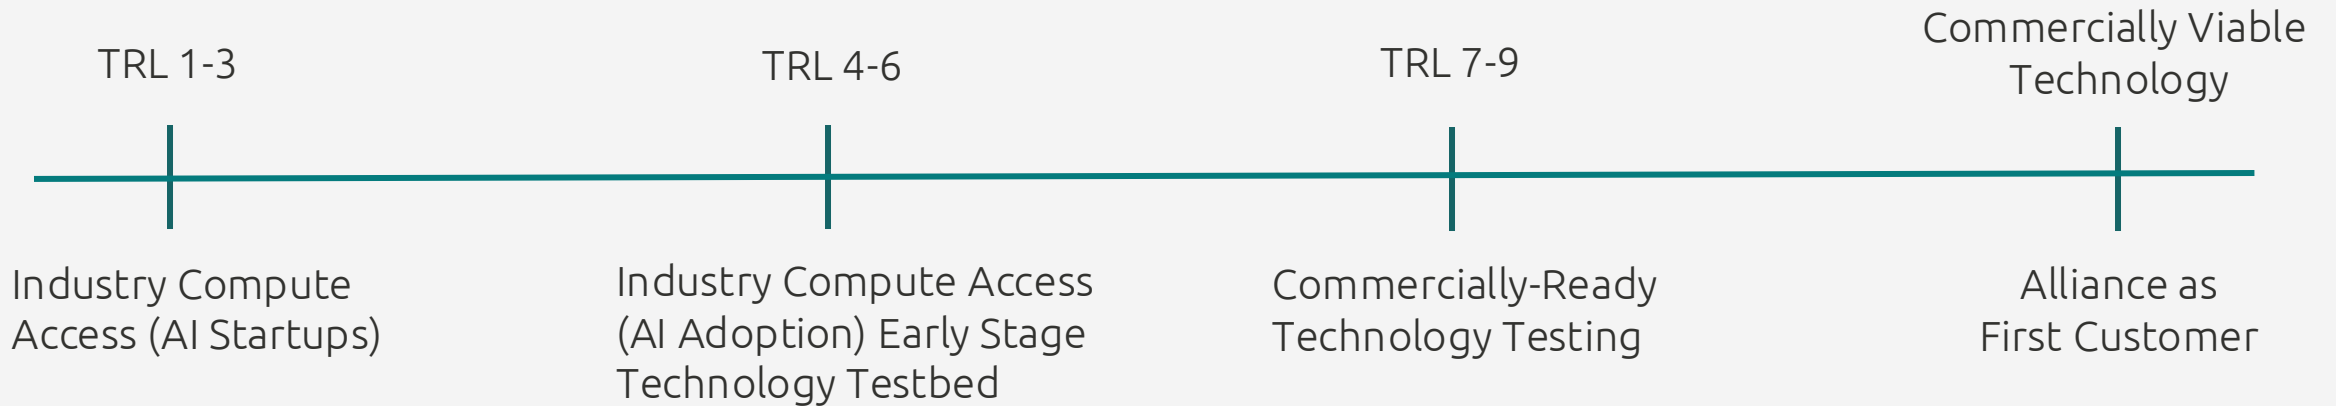 TRL 1-3
TRL 4-6
TRL 7-9
Commercially Viable
Technology
Industry Compute
Access (AI Startups)
Industry Compute Access
(AI Adoption) Early Stage
Technology Testbed
Commercially-Ready
Technology Testing
Alliance as
First Customer